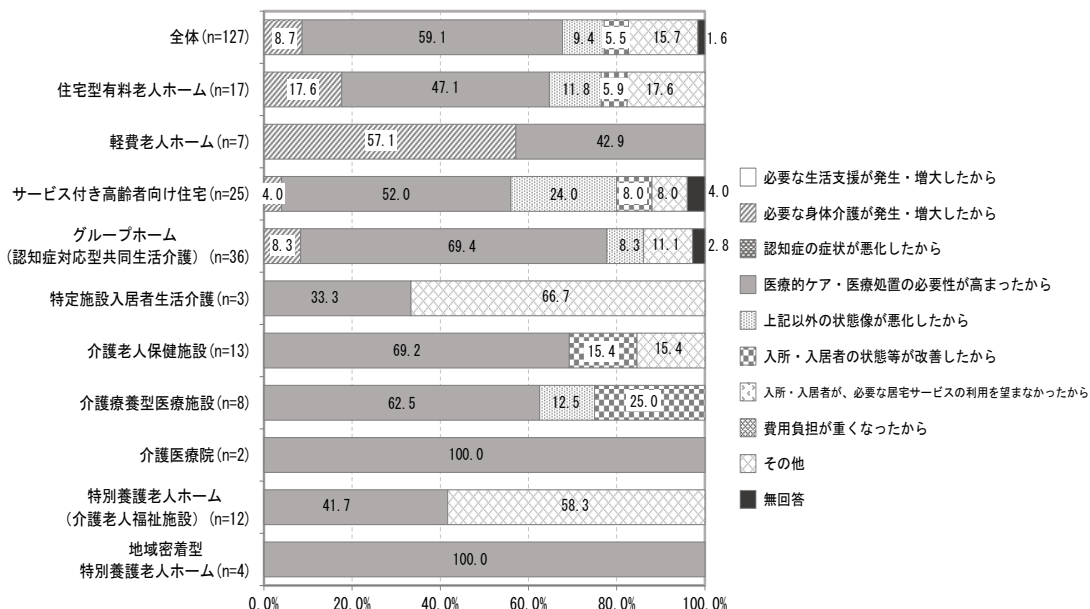 全体(n=127)
8.7 59.1 9.4 5.5 15.7 1.6
住宅型有料老人ホーム(n=17)
17.6 47.1 11.8 5.9 17.6
軽費老人ホーム(n=7)
57.1 42.9
サービス付き高齢者向け住宅(n=25)
4.0 52.0 24.0 8.0 8.0 4.0
グループホーム
(認知症対応型共同生活介護) (n=36)
8.3 69.4 8.3 11.1 2.8
特定施設入居者生活介護(n=3)
33.3 66.7
介護老人保健施設(n=13)
69.2 15.4 15.4
介護療養型医療施設(n=8)
62.5 12.5 25.0
介護医療院(n=2)
100.0
特別養護老人ホーム
(介護老人福祉施設) (n=12)
41.7 58.3
地域密着型
特別養護老人ホーム(n=4)
100.0
0.0% 20.0% 40.0% 60.0% 80.0% 100.0%
必要な生活支援が発生・増大したから
必要な身体介護が発生・増大したから
認知症の症状が悪化したから
医療的ケア・医療処置の必要性が高まったから
上記以外の状態像が悪化したから
入所・入居者の状態等が改善したから
入所・入居者が、必要な居宅サービスの利用を望まなかったから
費用負担が重くなったから
その他
無回答